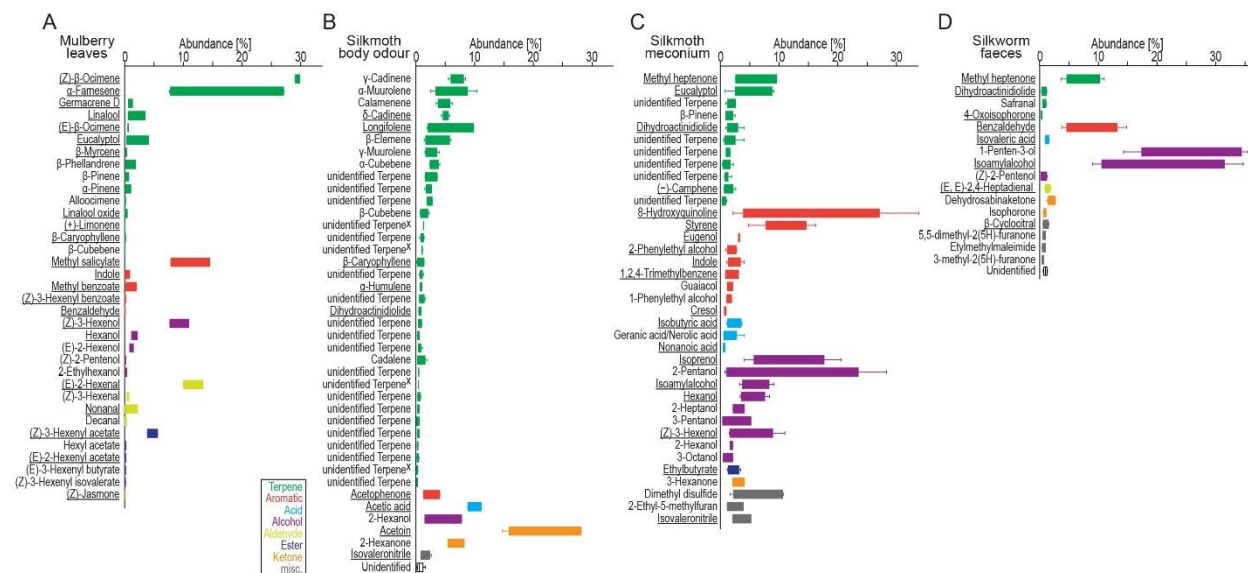 A
Mulberry
leaves
Abundance [%]
0
10
20
30
(Z)-β-Ocimene
α-Famesene
Germacrene D
Linalool
(E)-β-Ocimene
Eucalyptol
β-Myrcene
β-Phellandrene
β-Pinene
α-Pinene
Alloocimene
Linalool oxide
(+)-Limonene
β-Caryophyllene
β-Cubebene
Methyl salicylate
Indole
Methyl benzoate
(Z)-3-Hexenyl benzoate
Benzaldehyde
(Z)-3-Hexenol
Hexanol
(E)-2-Hexenol
(Z)-2-Pentenol
2-Ethylhexanol
(E)-2-Hexenal
(Z)-3-Hexenal
Nonanal
Decanal
(Z)-3-Hexenyl acetate
Hexyl acetate
(E)-2-Hexenyl acetate
(E)-3-Hexenyl butyrate
(Z)-3-Hexenyl isovalerate
(Z)-Jasmone
Terpene
Aromatic
Acid
Alcohol
Aldehyde
Ester
Ketone
misc.
B
Silkmoth
body odour
Abundance [%]
0
10
20
30
γ-Cadinene
α-Muurolene
Calamenene
δ-Cadinene
Longifolene
β-Elemene
γ-Muurolene
α-Cubebene
unidentified Terpene
unidentified Terpene
unidentified Terpene
β-Cubebene
unidentified Terpeneˣ
unidentified Terpene
unidentified Terpeneˣ
β-Caryophyllene
unidentified Terpene
α-Humulene
unidentified Terpene
Dihydroactinidiolide
unidentified Terpene
unidentified Terpene
unidentified Terpene
Cadalene
unidentified Terpene
unidentified Terpeneˣ
unidentified Terpene
unidentified Terpene
unidentified Terpene
unidentified Terpene
unidentified Terpene
unidentified Terpene
unidentified Terpeneˣ
unidentified Terpene
Acetophenone
Acetic acid
2-Hexanol
Acetoin
2-Hexanone
Isovaleronitrile
Unidentified
C
Silkmoth
meconium
Abundance [%]
0
10
20
30
Methyl heptenone
Eucalyptol
unidentified Terpene
β-Pinene
Dihydroactinidiolide
unidentified Terpene
unidentified Terpene
unidentified Terpene
unidentified Terpene
(−)-Camphene
unidentified Terpene
8-Hydroxyquinoline
Styrene
Eugenol
2-Phenylethyl alcohol
Indole
1,2,4-Trimethylbenzene
Guaiacol
1-Phenylethyl alcohol
Cresol
Isobutyric acid
Geranic acid/Nerolic acid
Nonanoic acid
Isoprenol
2-Pentanol
Isoamylalcohol
Hexanol
2-Heptanol
3-Pentanol
(Z)-3-Hexenol
2-Hexanol
3-Octanol
Ethylbutyrate
3-Hexanone
Dimethyl disulfide
2-Ethyl-5-methylfuran
Isovaleronitrile
D
Silkworm
faeces
Abundance [%]
0
10
20
30
Methyl heptenone
Dihydroactinidiolide
Safranal
4-Oxoisophorone
Benzaldehyde
Isovaleric acid
1-Penten-3-ol
Isoamylalcohol
(Z)-2-Pentenol
(E, E)-2,4-Heptadienal
Dehydrosabinaketone
Isophorone
β-Cyclocitral
5,5-dimethyl-2(5H)-furanone
Etylmethylmaleimide
3-methyl-2(5H)-furanone
Unidentified